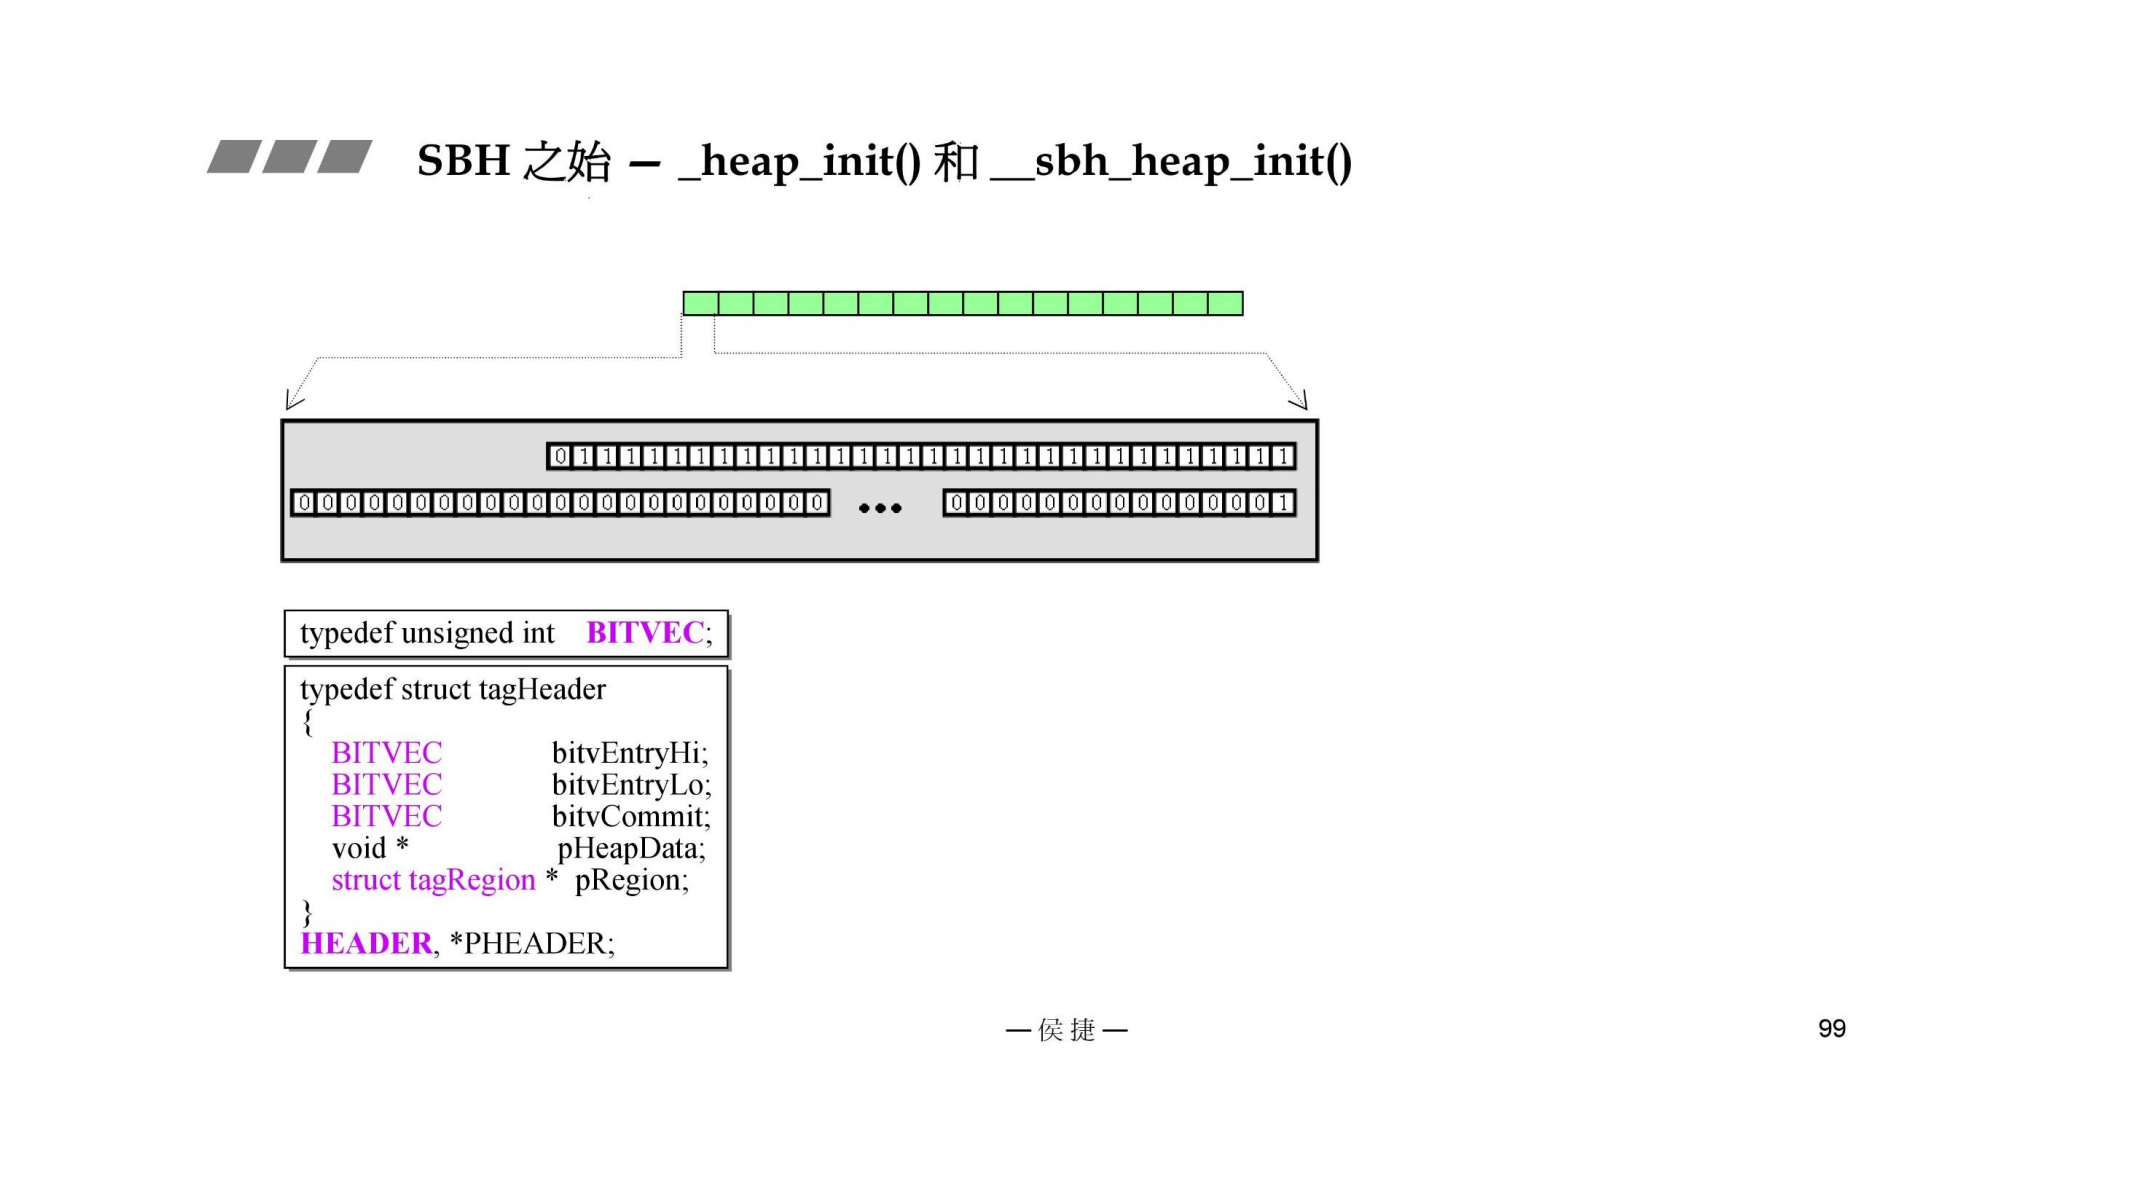 SBH 之始 – _heap_init() 和 __sbh_heap_init()
0 1 1 1 1 1 1 1 1 1 1 1 1 1 1 1 1 1 1 1 1 1 1 1 1 1 1 1 1 1 1 1
0 0 0 0 0 0 0 0 0 0 0 0 0 0 0 0 0 0 0 0 0 0 0 ••• 0 0 0 0 0 0 0 0 0 0 0 0 0 0 1
typedef unsigned int BITVEC;
typedef struct tagHeader
{
BITVEC bitvEntryHi;
BITVEC bitvEntryLo;
BITVEC bitvCommit;
void * pHeapData;
struct tagRegion * pRegion;
}
HEADER, *PHEADER;
— 侯 捷 —
99